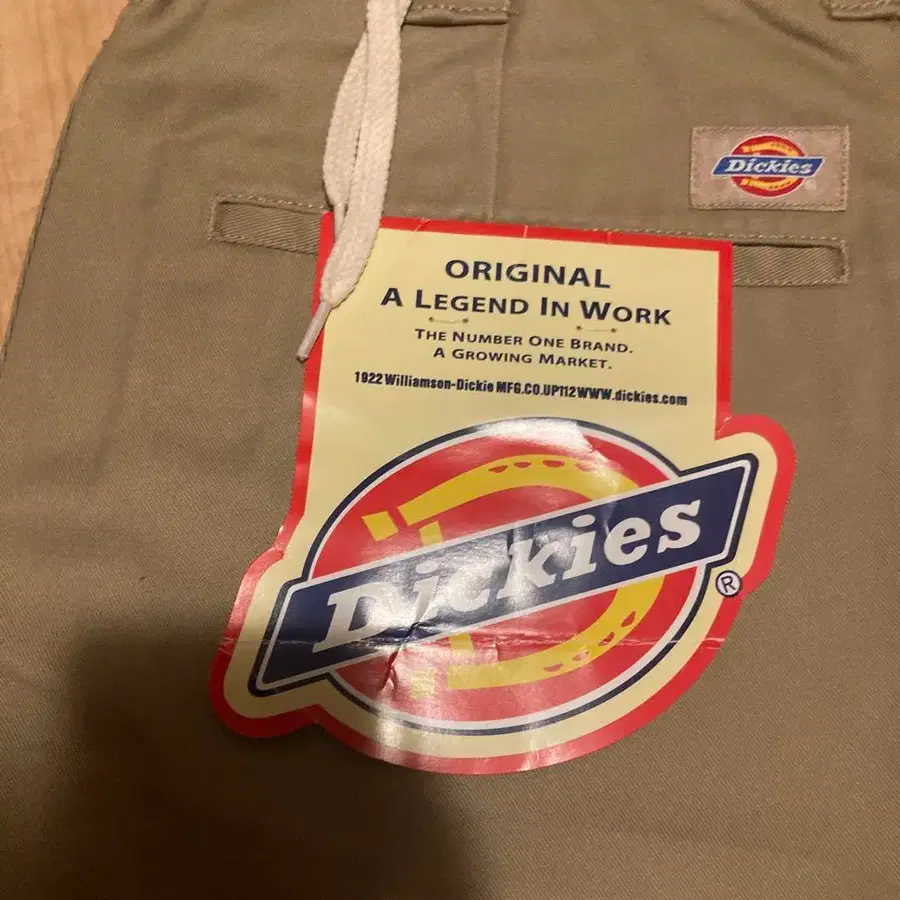 Dickies
ORIGINAL
A LEGEND IN WORK
THE NUMBER ONE BRAND.
A GROWING MARKET.
1922 Williamson-Dickie MFG.CO.UP112WWW.dickies.com
Dickies
®